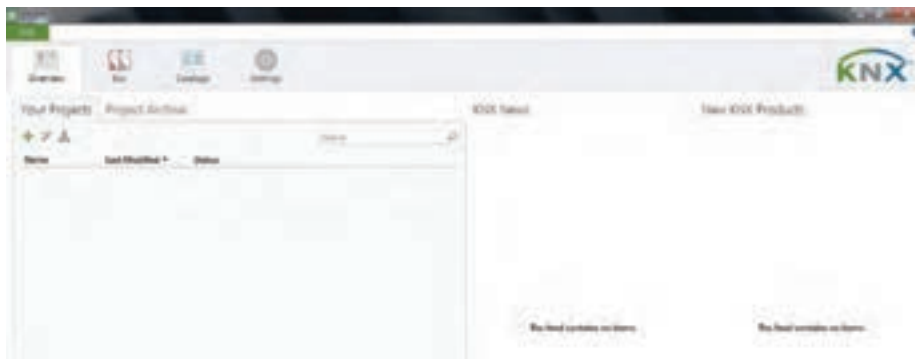 Overview Bus Catalogs Settings
KNX
Your Projects Project Archive KNX News New KNX Products
Name Last Modified Status
The feed contains no items The feed contains no items